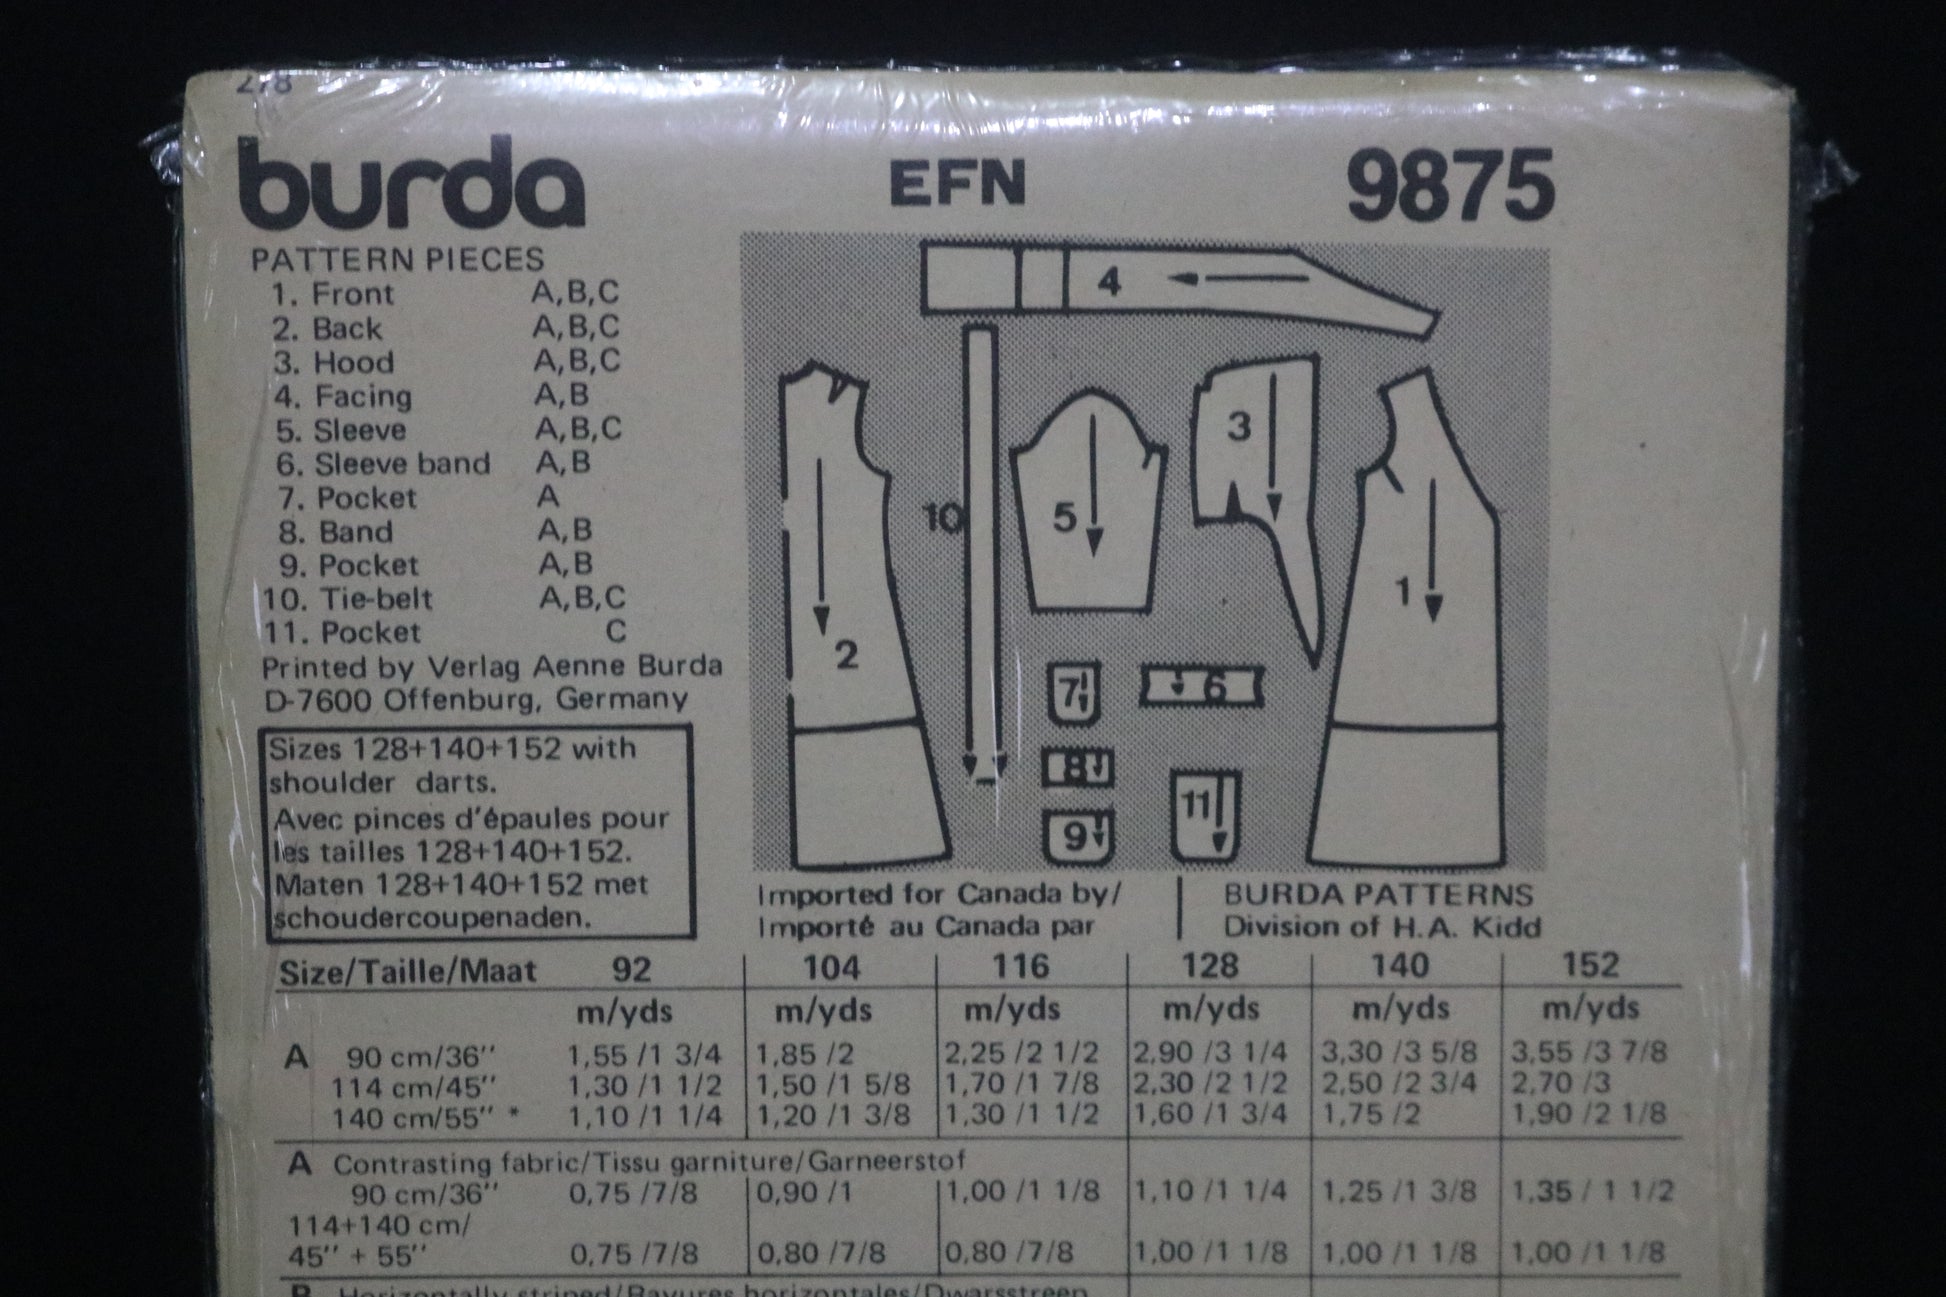 278
burda EFN 9875
PATTERN PIECES
1. Front A,B,C
2. Back A,B,C
3. Hood A,B,C
4. Facing A,B
5. Sleeve A,B,C
6. Sleeve band A,B
7. Pocket A
8. Band A,B
9. Pocket A,B
10. Tie-belt A,B,C
11. Pocket C
Printed by Verlag Aenne Burda
D-7600 Offenburg, Germany
Sizes 128+140+152 with
shoulder darts.
Avec pinces d'épaules pour
les tailles 128+140+152.
Maten 128+140+152 met
schoudercoupenaden.
4
10
5
3
1
2
7
6
8
11
9
Imported for Canada by/
Importé au Canada par
BURDA PATTERNS
Division of H.A. Kidd
Size/Taille/Maat 92 104 116 128 140 152
m/yds m/yds m/yds m/yds m/yds m/yds
A 90 cm/36" 1,55 /1 3/4 1,85 /2 2,25 /2 1/2 2,90 /3 1/4 3,30 /3 5/8 3,55 /3 7/8
114 cm/45" 1,30 /1 1/2 1,50 /1 5/8 1,70 /1 7/8 2,30 /2 1/2 2,50 /2 3/4 2,70 /3
140 cm/55" * 1,10 /1 1/4 1,20 /1 3/8 1,30 /1 1/2 1,60 /1 3/4 1,75 /2 1,90 /2 1/8
A Contrasting fabric/Tissu garniture/Garneerstof
90 cm/36" 0,75 /7/8 0,90 /1 1,00 /1 1/8 1,10 /1 1/4 1,25 /1 3/8 1,35 / 1 1/2
114+140 cm/
45" + 55" 0,75 /7/8 0,80 /7/8 0,80 /7/8 1,00 /1 1/8 1,00 /1 1/8 1,00 /1 1/8
B Horizontally striped/Rayures horizontales/Dwarsstreep